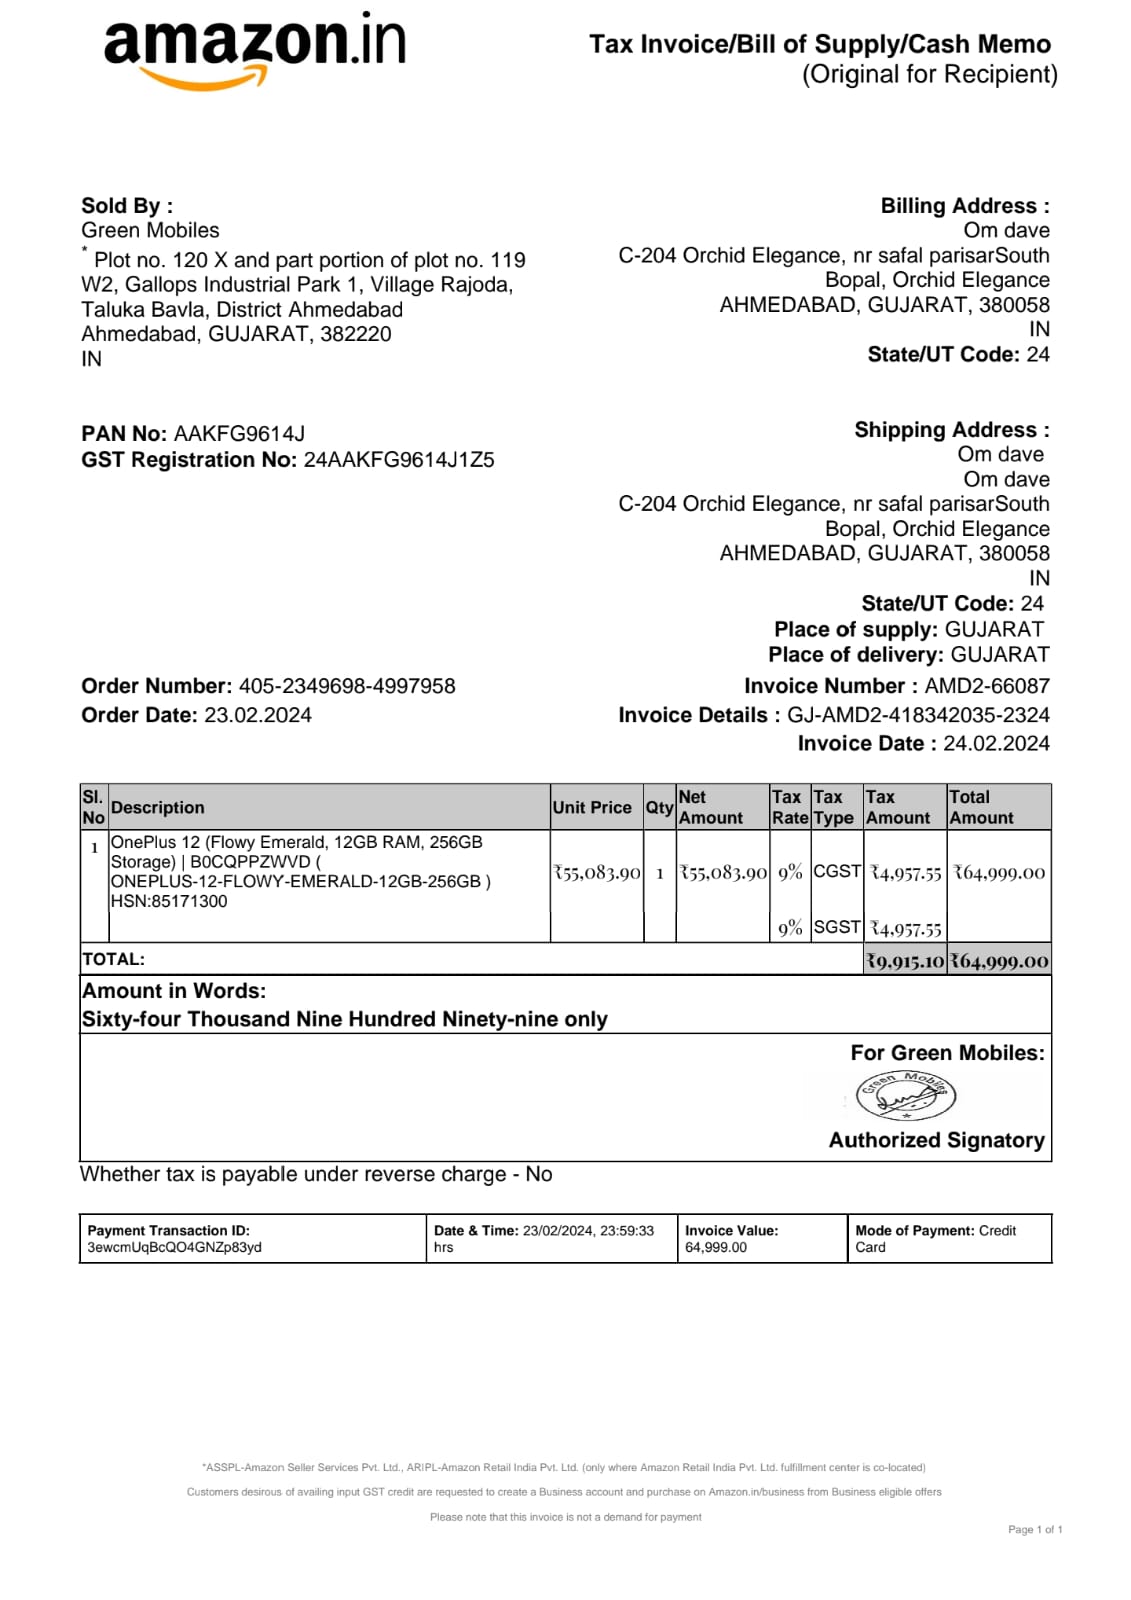 amazon.in
Tax Invoice/Bill of Supply/Cash Memo
(Original for Recipient)
Sold By :
Green Mobiles
* Plot no. 120 X and part portion of plot no. 119
W2, Gallops Industrial Park 1, Village Rajoda,
Taluka Bavla, District Ahmedabad
Ahmedabad, GUJARAT, 382220
IN
Billing Address :
Om dave
C-204 Orchid Elegance, nr safal parisarSouth
Bopal, Orchid Elegance
AHMEDABAD, GUJARAT, 380058
IN
State/UT Code: 24
PAN No: AAKFG9614J
GST Registration No: 24AAKFG9614J1Z5
Shipping Address :
Om dave
Om dave
C-204 Orchid Elegance, nr safal parisarSouth
Bopal, Orchid Elegance
AHMEDABAD, GUJARAT, 380058
IN
State/UT Code: 24
Place of supply: GUJARAT
Place of delivery: GUJARAT
Order Number: 405-2349698-4997958
Order Date: 23.02.2024
Invoice Number : AMD2-66087
Invoice Details : GJ-AMD2-418342035-2324
Invoice Date : 24.02.2024
Sl. No Description Unit Price Qty Net Amount Tax Rate Tax Type Tax Amount Total Amount
1 OnePlus 12 (Flowy Emerald, 12GB RAM, 256GB
Storage) | B0CQPPZWVD (
ONEPLUS-12-FLOWY-EMERALD-12GB-256GB )
HSN:85171300
₹55,083.90 1 ₹55,083.90 9% CGST ₹4,957.55 ₹64,999.00
9% SGST ₹4,957.55
TOTAL: ₹9,915.10 ₹64,999.00
Amount in Words:
Sixty-four Thousand Nine Hundred Ninety-nine only
For Green Mobiles:
Green Mobiles
Authorized Signatory
Whether tax is payable under reverse charge - No
Payment Transaction ID:
3ewcmUqBcQO4GNZp83yd
Date & Time: 23/02/2024, 23:59:33
hrs
Invoice Value:
64,999.00
Mode of Payment: Credit
Card
*ASSPL-Amazon Seller Services Pvt. Ltd., ARIPL-Amazon Retail India Pvt. Ltd. (only where Amazon Retail India Pvt. Ltd. fulfillment center is co-located)
Customers desirous of availing input GST credit are requested to create a Business account and purchase on Amazon.in/business from Business eligible offers
Please note that this invoice is not a demand for payment
Page 1 of 1